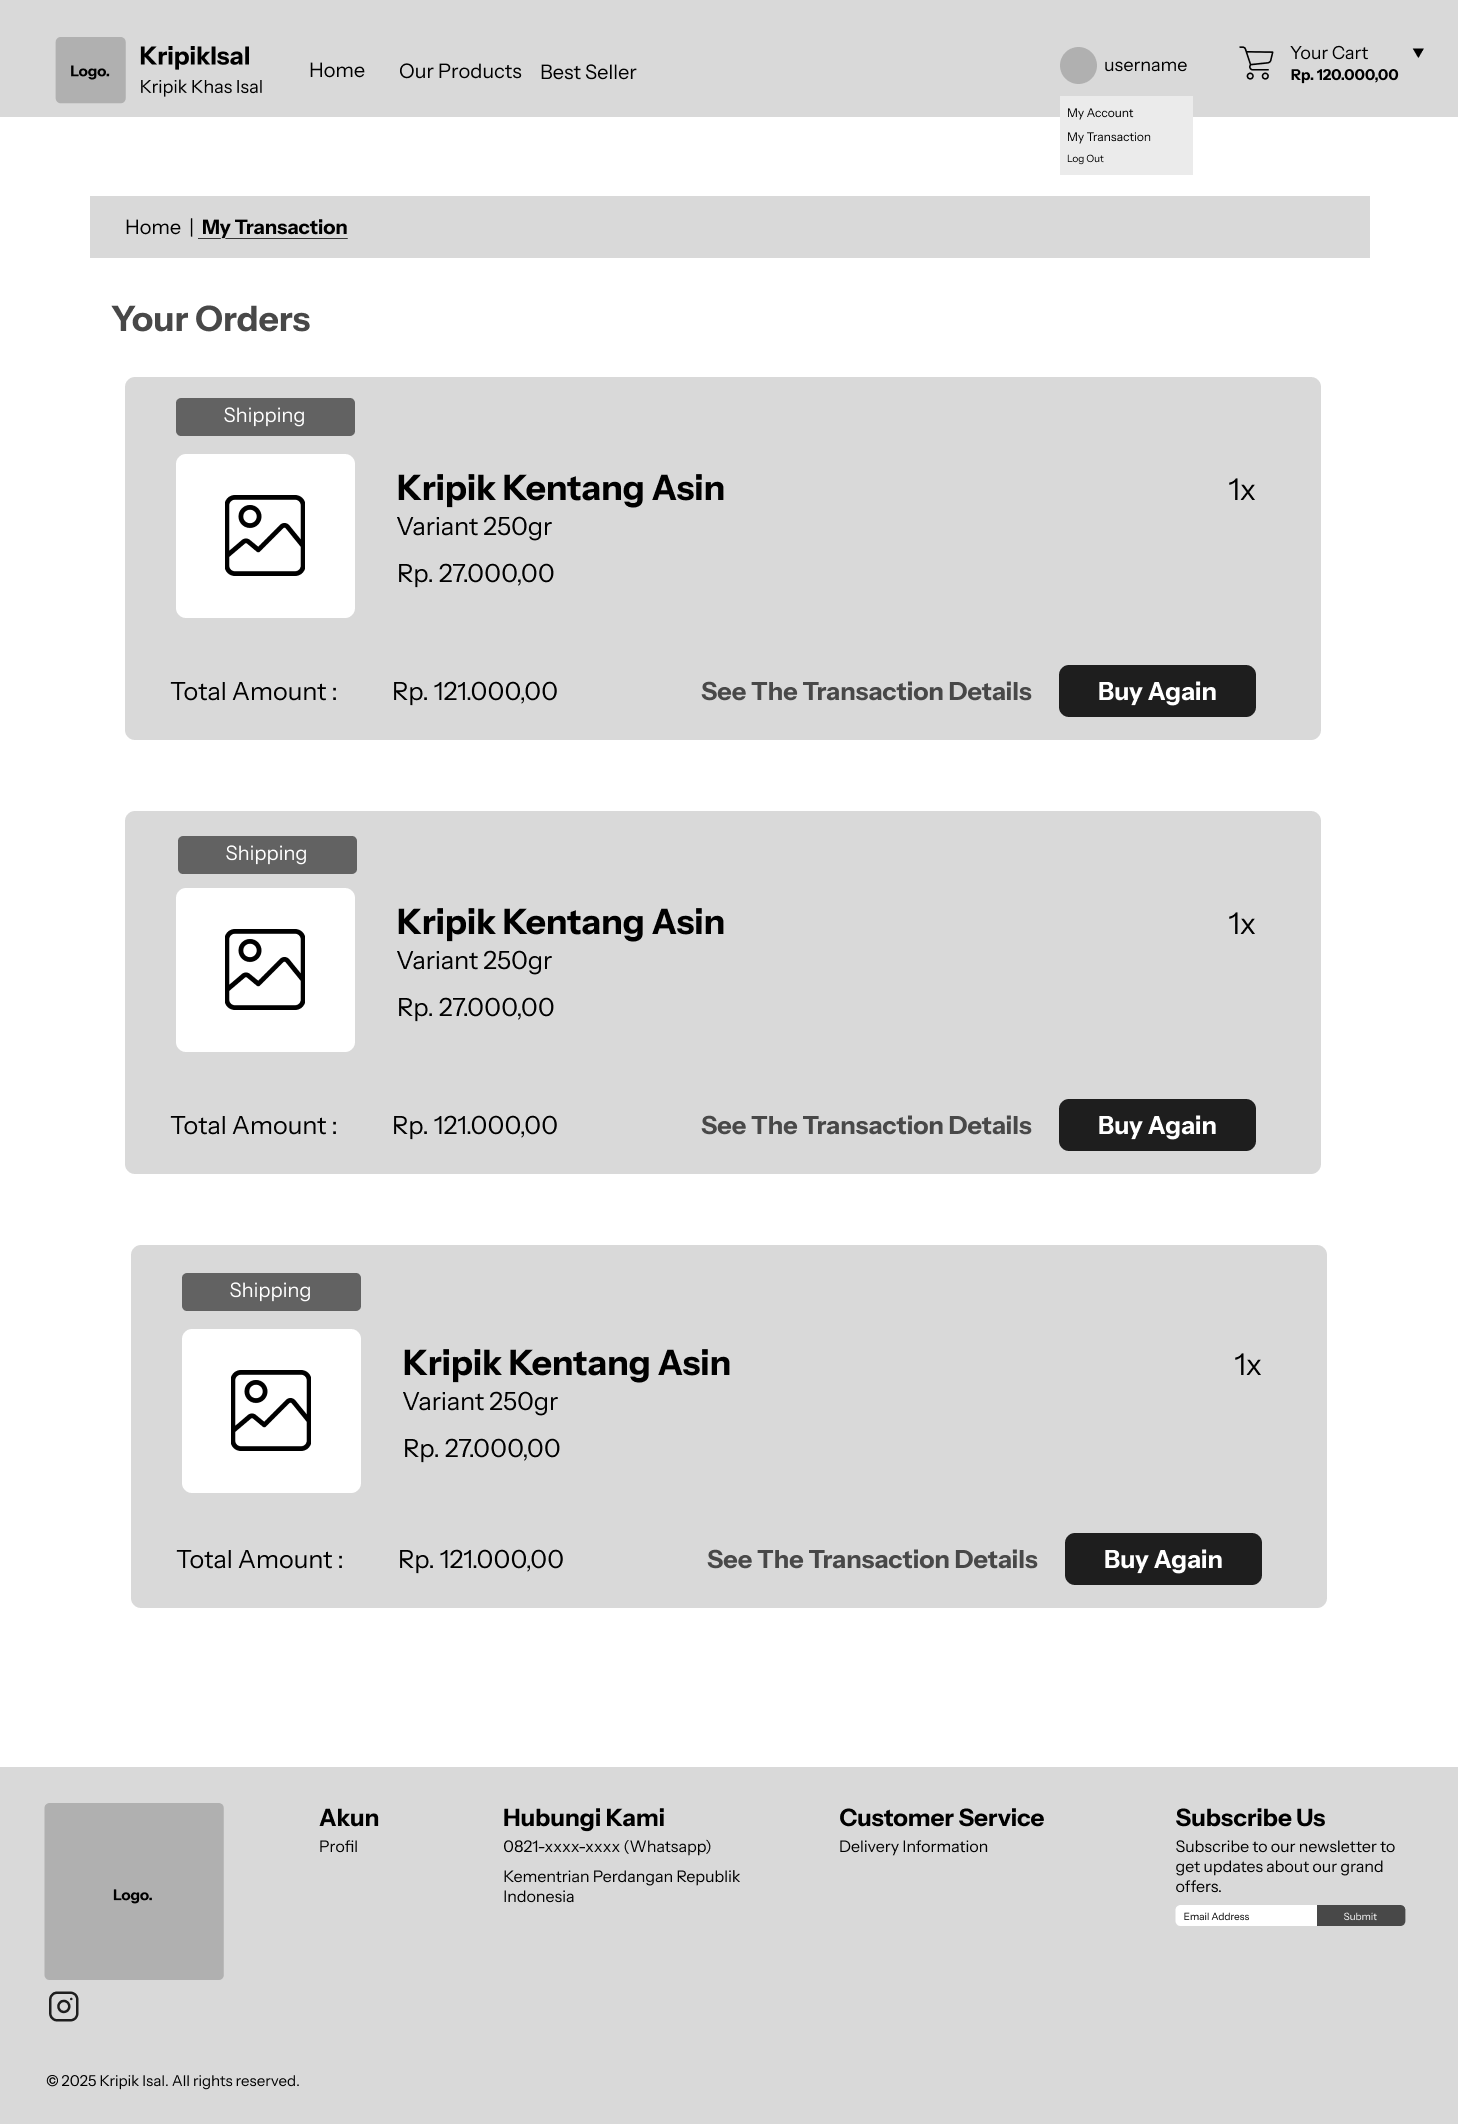 Logo.
KripikIsal
Kripik Khas Isal
Home
Our Products
Best Seller
username
Your Cart
▼
Rp. 120.000,00
My Account
My Transaction
Log Out
Home | My Transaction
Your Orders
Shipping
Kripik Kentang Asin
1x
Variant 250gr
Rp. 27.000,00
Total Amount :
Rp. 121.000,00
See The Transaction Details
Buy Again
Shipping
Kripik Kentang Asin
1x
Variant 250gr
Rp. 27.000,00
Total Amount :
Rp. 121.000,00
See The Transaction Details
Buy Again
Shipping
Kripik Kentang Asin
1x
Variant 250gr
Rp. 27.000,00
Total Amount :
Rp. 121.000,00
See The Transaction Details
Buy Again
Logo.
Akun
Profil
Hubungi Kami
0821-xxxx-xxxx (Whatsapp)
Kementrian Perdangan Republik
Indonesia
Customer Service
Delivery Information
Subscribe Us
Subscribe to our newsletter to
get updates about our grand
offers.
Email Address
Submit
© 2025 Kripik Isal. All rights reserved.